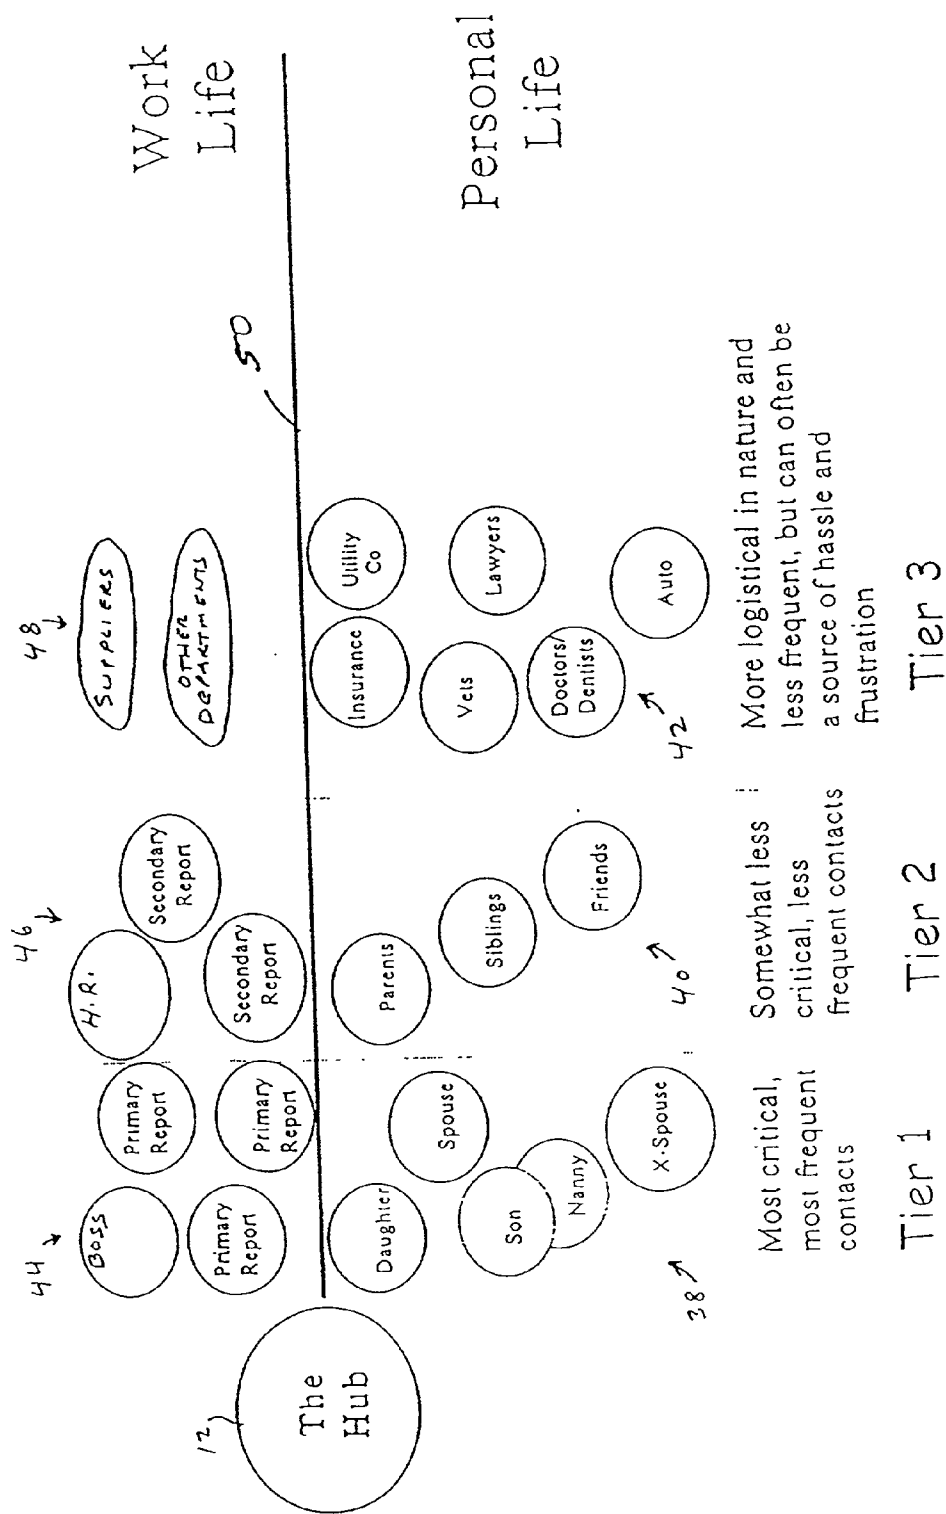 Work
Life
Personal
Life
50
48
SUPPLIERS
OTHER
DEPARTMENTS
46
H.R.
Secondary
Report
Secondary
Report
44
BOSS
Primary
Report
Primary
Report
Primary
Report
12
The
Hub
Daughter
Spouse
Son
Nanny
X-Spouse
38
Parents
Siblings
Friends
40
Insurance
Utility
Co
Vets
Lawyers
Doctors/
Dentists
Auto
42
Most critical,
most frequent
contacts
Tier 1
Somewhat less
critical, less
frequent contacts
Tier 2
More logistical in nature and
less frequent, but can often be
a source of hassle and
frustration
Tier 3